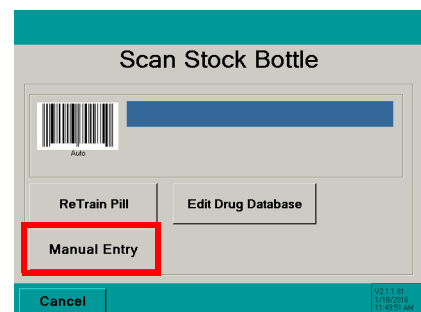 Scan Stock Bottle
Auto
ReTrain Pill
Edit Drug Database
Manual Entry
Cancel
V2.1.1.81
1/18/2016
11:49:51 AM